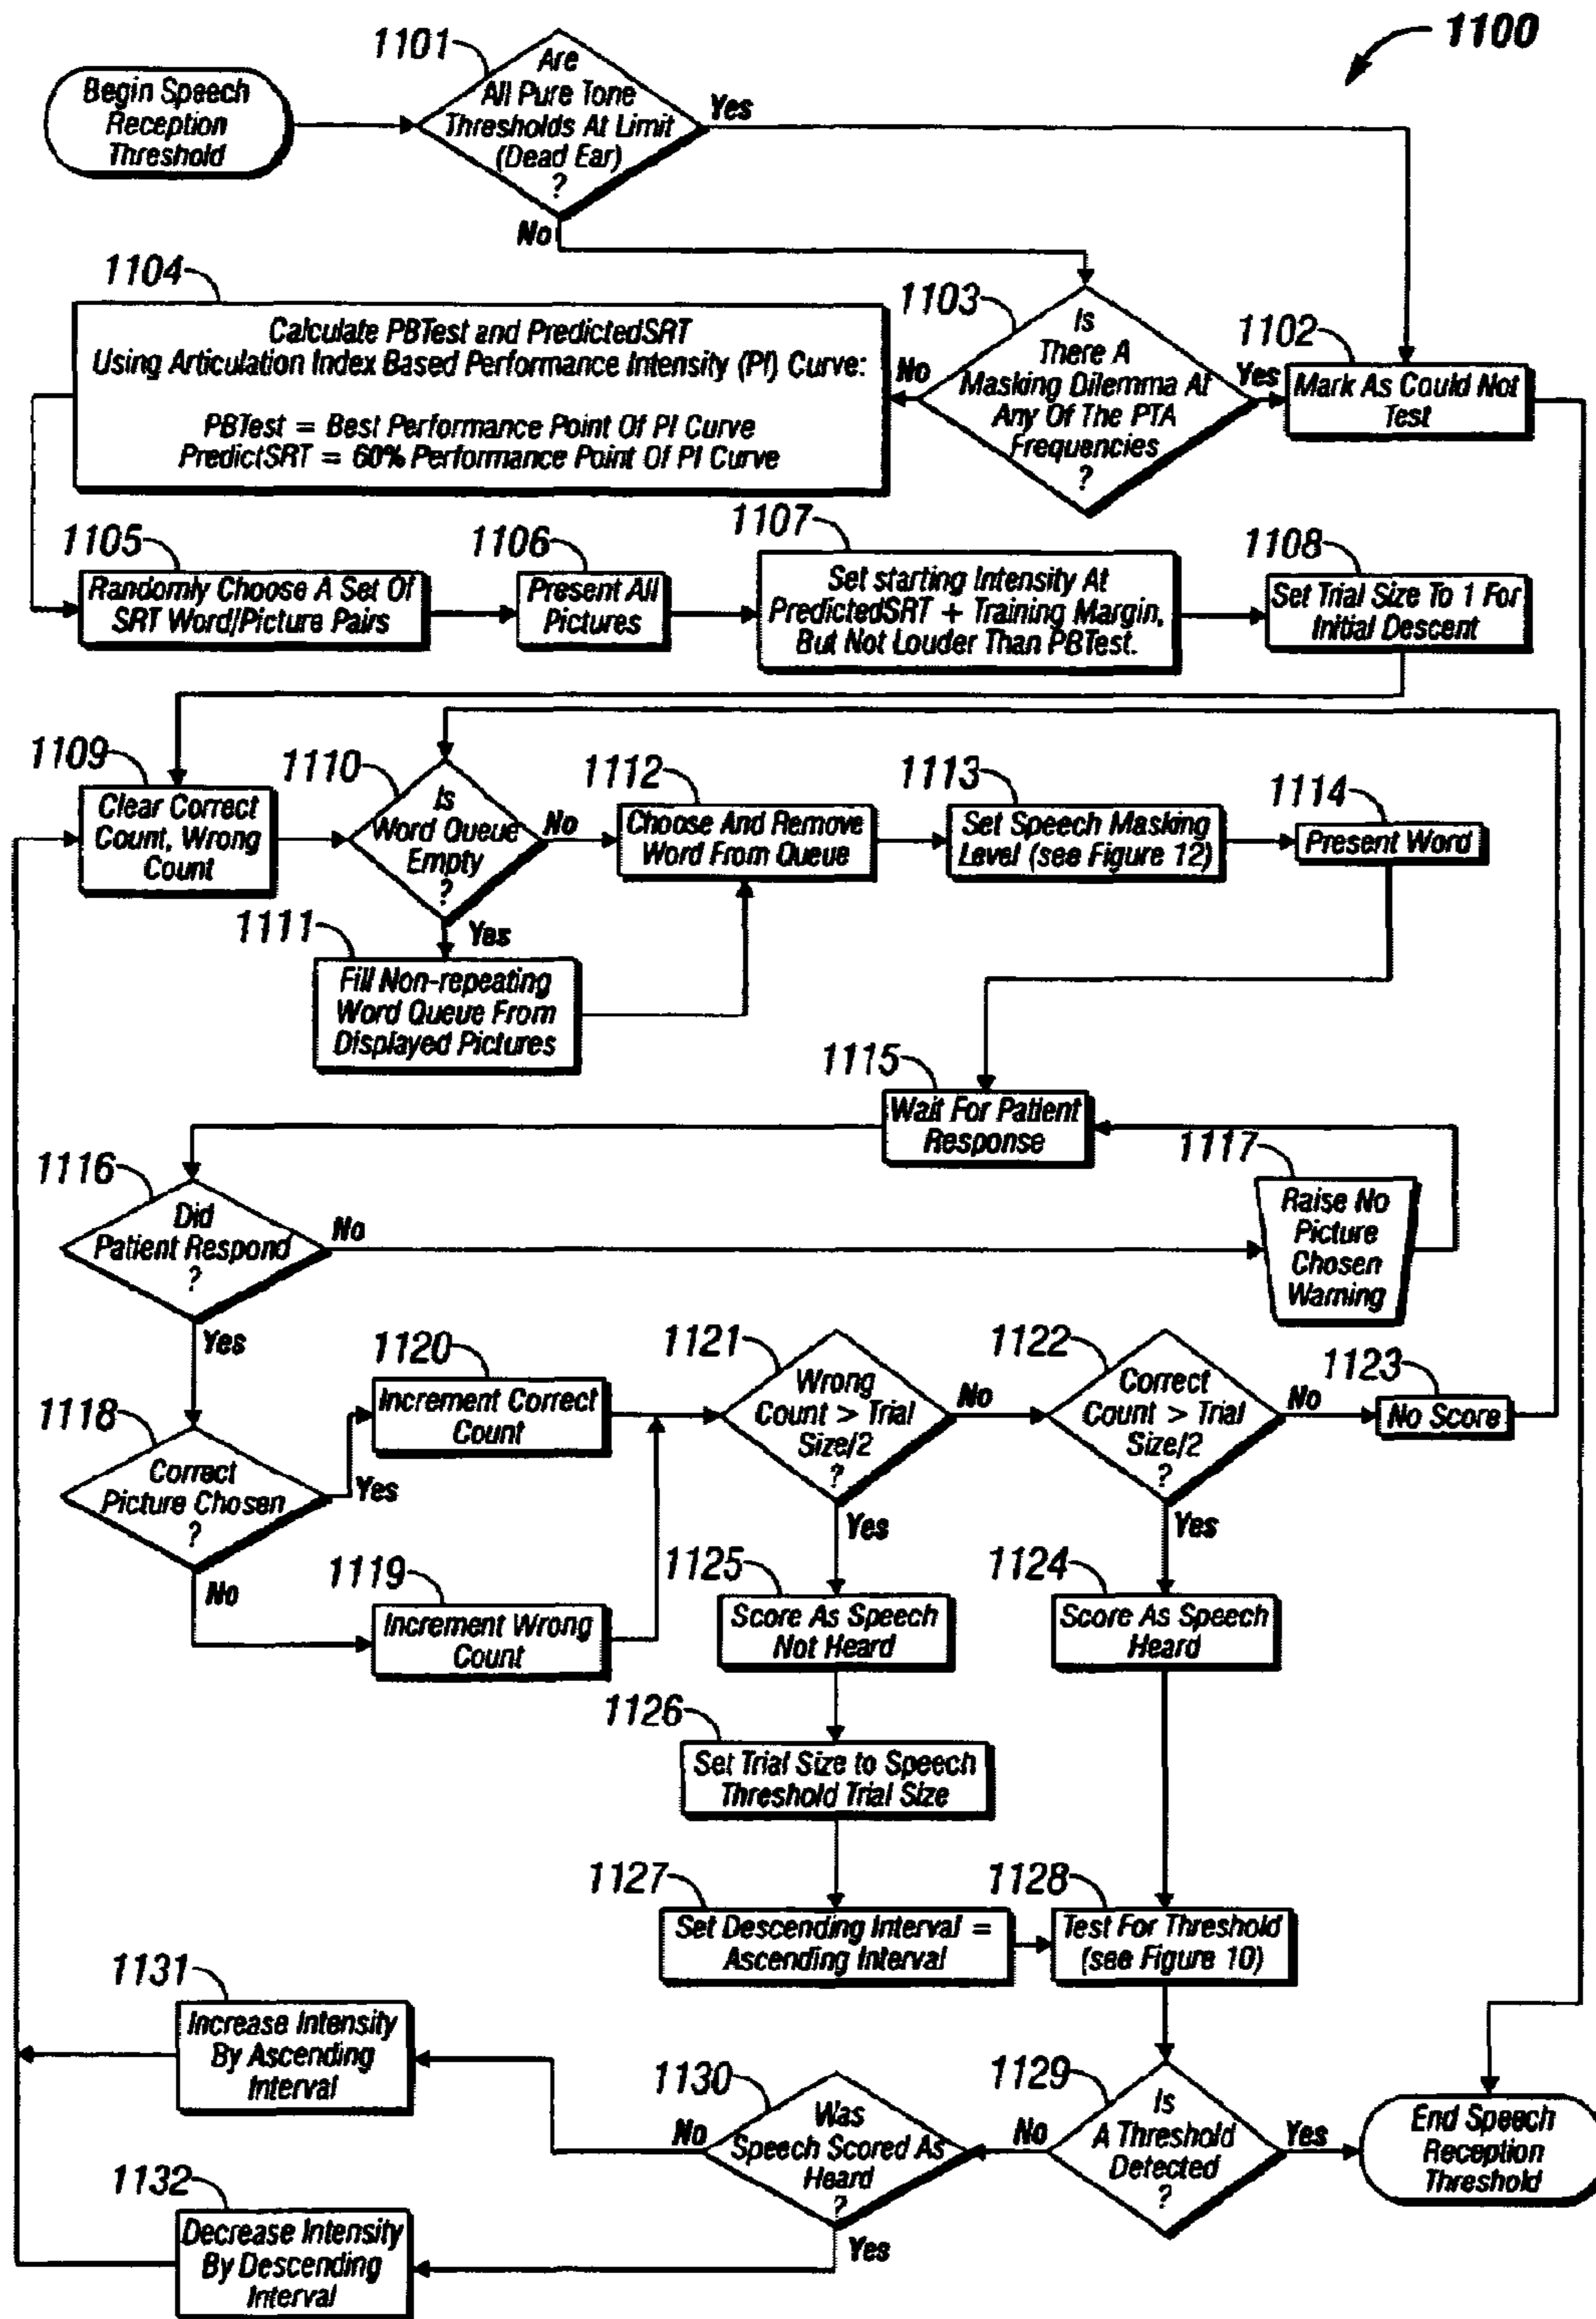 1100
1101
Begin Speech
Reception
Threshold
Are
All Pure Tone
Thresholds At Limit
(Dead Ear)
?
Yes
No
1104
Calculate PBTest and PredictedSRT
Using Articulation Index Based Performance Intensity (PI) Curve:
PBTest = Best Performance Point Of PI Curve
PredictSRT = 60% Performance Point Of PI Curve
1103
Is
There A
Masking Dilemma At
Any Of The PTA
Frequencies
?
No
Yes
1102
Mark As Could Not
Test
1105
Randomly Choose A Set Of
SRT Word/Picture Pairs
1106
Present All
Pictures
1107
Set starting Intensity At
PredictedSRT + Training Margin,
But Not Louder Than PBTest.
1108
Set Trial Size To 1 For
Initial Descent
1109
Clear Correct
Count, Wrong
Count
1110
Is
Word Queue
Empty
?
No
Yes
1111
Fill Non-repeating
Word Queue From
Displayed Pictures
1112
Choose And Remove
Word From Queue
1113
Set Speech Masking
Level (see Figure 12)
1114
Present Word
1115
Wait For Patient
Response
1116
Did
Patient Respond
?
No
Yes
1117
Raise No
Picture
Chosen
Warning
1118
Correct
Picture Chosen
?
Yes
No
1120
Increment Correct
Count
1119
Increment Wrong
Count
1121
Wrong
Count > Trial
Size/2
?
No
Yes
1122
Correct
Count > Trial
Size/2
?
No
Yes
1123
No Score
1125
Score As Speech
Not Heard
1124
Score As Speech
Heard
1126
Set Trial Size to Speech
Threshold Trial Size
1127
Set Descending Interval =
Ascending Interval
1128
Test For Threshold
(see Figure 10)
1131
Increase Intensity
By Ascending
Interval
1130
Was
Speech Scored As
Heard
?
No
Yes
1129
Is
A Threshold
Detected
?
No
Yes
End Speech
Reception
Threshold
1132
Decrease Intensity
By Descending
Interval